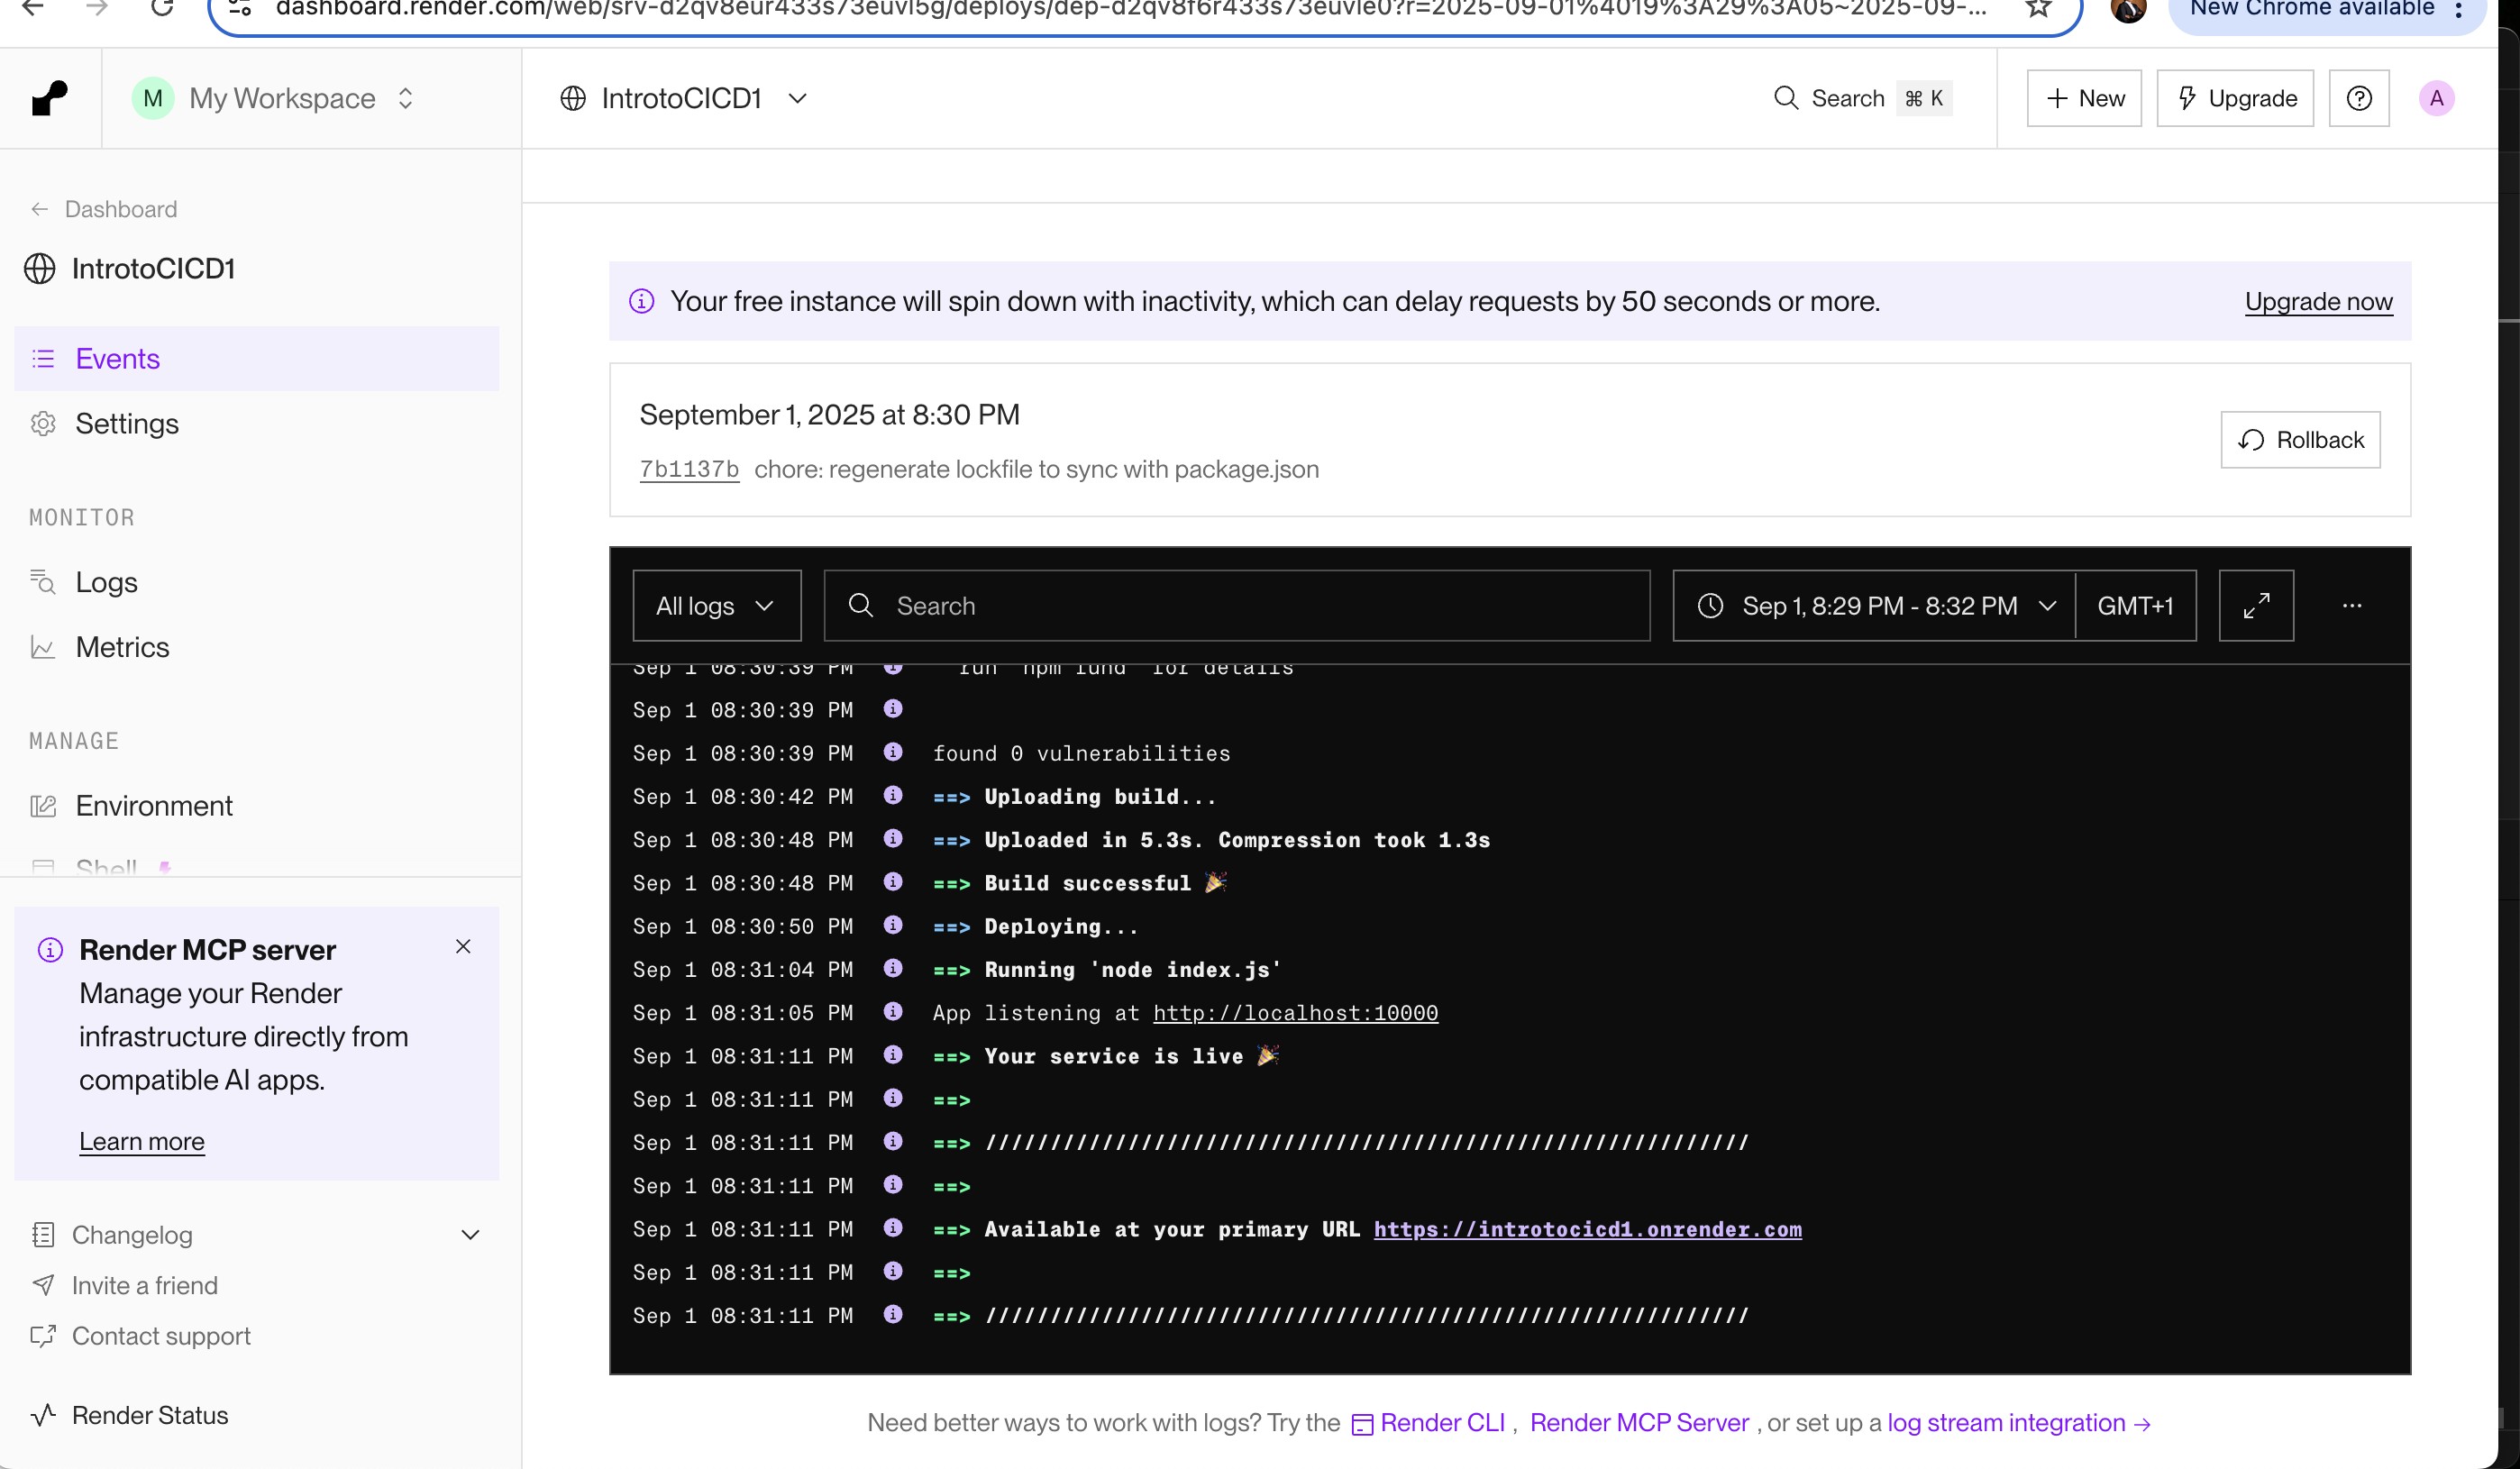 dashboard.render.com/web/srv-d2qv8eur433s73euvl5g/deploys/dep-d2qv8f6r433s73euvle0?r=2025-09-01%4019%3A29%3A05~2025-09-...
New Chrome available
M My Workspace
IntrotoCICD1
Search ⌘ K
+ New
Upgrade
A
← Dashboard
IntrotoCICD1
Events
Settings
MONITOR
Logs
Metrics
MANAGE
Environment
Shell
Render MCP server
Manage your Render
infrastructure directly from
compatible AI apps.
Learn more
Changelog
Invite a friend
Contact support
Render Status
Your free instance will spin down with inactivity, which can delay requests by 50 seconds or more.
Upgrade now
September 1, 2025 at 8:30 PM
7b1137b chore: regenerate lockfile to sync with package.json
Rollback
All logs
Search
Sep 1, 8:29 PM - 8:32 PM
GMT+1
Sep 1 08:30:39 PM run `npm fund` for details
Sep 1 08:30:39 PM
Sep 1 08:30:39 PM found 0 vulnerabilities
Sep 1 08:30:42 PM ==> Uploading build...
Sep 1 08:30:48 PM ==> Uploaded in 5.3s. Compression took 1.3s
Sep 1 08:30:48 PM ==> Build successful 🎉
Sep 1 08:30:50 PM ==> Deploying...
Sep 1 08:31:04 PM ==> Running 'node index.js'
Sep 1 08:31:05 PM App listening at http://localhost:10000
Sep 1 08:31:11 PM ==> Your service is live 🎉
Sep 1 08:31:11 PM ==>
Sep 1 08:31:11 PM ==> ///////////////////////////////////////////////////////////
Sep 1 08:31:11 PM ==>
Sep 1 08:31:11 PM ==> Available at your primary URL https://introtocicd1.onrender.com
Sep 1 08:31:11 PM ==>
Sep 1 08:31:11 PM ==> ///////////////////////////////////////////////////////////
Need better ways to work with logs? Try the Render CLI , Render MCP Server , or set up a log stream integration →